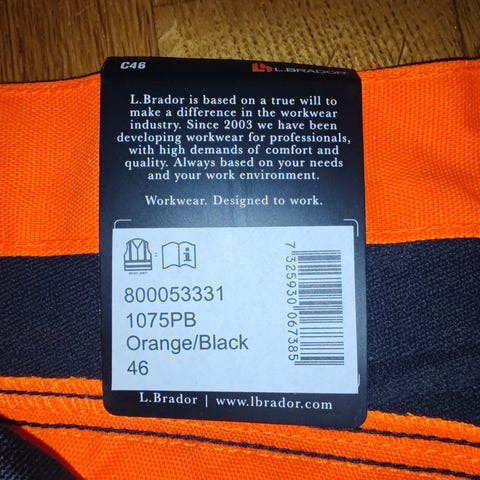 C46 L.BRADOR
L.Brador is based on a true will to
make a difference in the workwear
industry. Since 2003 we have been
developing workwear for professionals,
with high demands of comfort and
quality. Always based on your needs
and your work environment.
Workwear. Designed to work.
800053331
1075PB
Orange/Black
46
7 325930 067385
L.Brador | www.lbrador.com